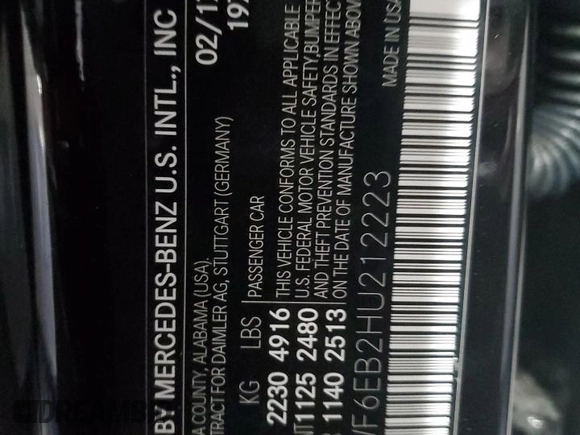 BY MERCEDES-BENZ U.S. INTL., INC
02/1
COUNTY, ALABAMA (USA).
FOR DAIMLER AG, STUTTGART (GERMANY)
KG LBS
PASSENGER CAR
2230 4916
1125 2480
1140 2513
THIS VEHICLE CONFORMS TO ALL APPLICABLE
U.S. FEDERAL MOTOR VEHICLE SAFETY, BUMPER
AND THEFT PREVENTION STANDARDS IN EFFECT
ON THE DATE OF MANUFACTURE SHOWN ABOVE
F6EB2HU212223
MADE IN USA